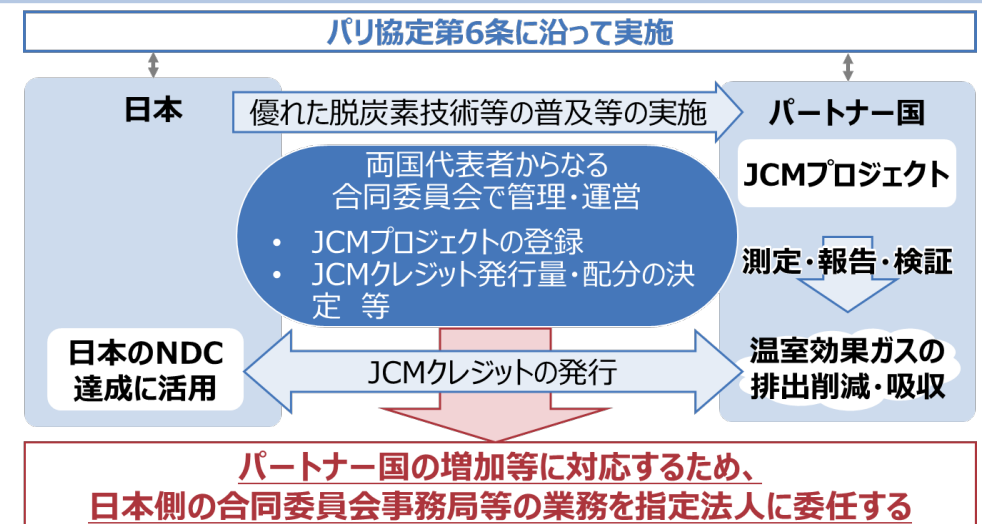 パリ協定第6条に沿って実施
日本
優れた脱炭素技術等の普及等の実施
パートナー国
両国代表者からなる
合同委員会で管理・運営
• JCMプロジェクトの登録
• JCMクレジット発行量・配分の決
定 等
JCMプロジェクト
測定・報告・検証
日本のNDC
達成に活用
JCMクレジットの発行
温室効果ガスの
排出削減・吸収
パートナー国の増加等に対応するため、
日本側の合同委員会事務局等の業務を指定法人に委任する